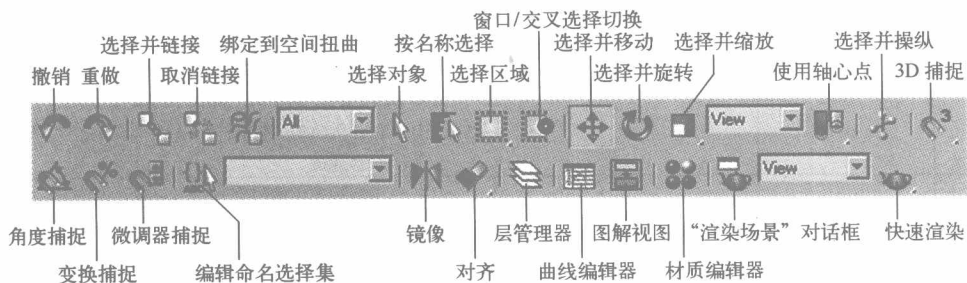 窗口/交叉选择切换
选择并链接 绑定到空间扭曲 按名称选择 选择并移动 选择并缩放 选择并操纵
撤销 重做 取消链接 选择对象 选择区域 选择并旋转 使用轴心点 3D 捕捉
All View 3
% { } View
角度捕捉 微调器捕捉 镜像 层管理器 图解视图 “渲染场景”对话框 快速渲染
变换捕捉 编辑命名选择集 对齐 曲线编辑器 材质编辑器